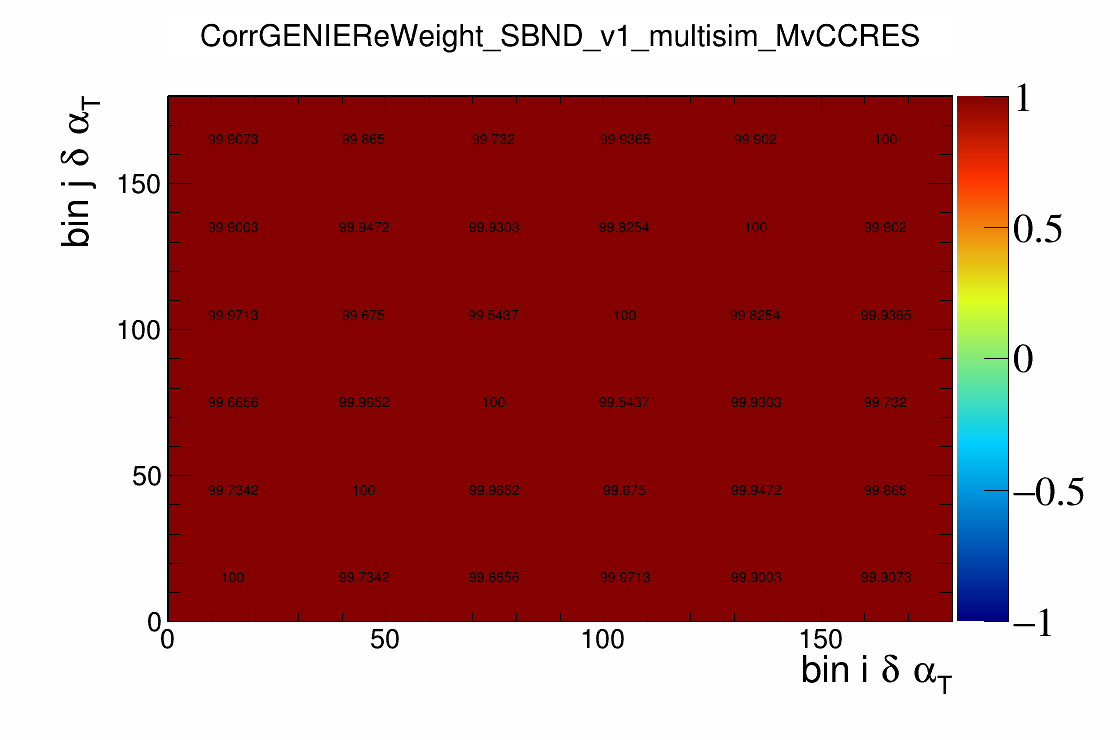 CorrGENIEReWeight_SBND_v1_multisim_MvCCRES
bin j δ α_T
150
100
50
0
99.9073 99.865 99.732 99.9365 99.902 100
99.9003 99.9472 99.9303 99.8254 100 99.902
99.9713 99.675 99.5437 100 99.8254 99.9365
99.6656 99.9652 100 99.5437 99.9303 99.732
99.7342 100 99.9652 99.675 99.9472 99.865
100 99.7342 99.6656 99.9713 99.9003 99.9073
0 50 100 150
bin i δ α_T
1
0.5
0
−0.5
−1